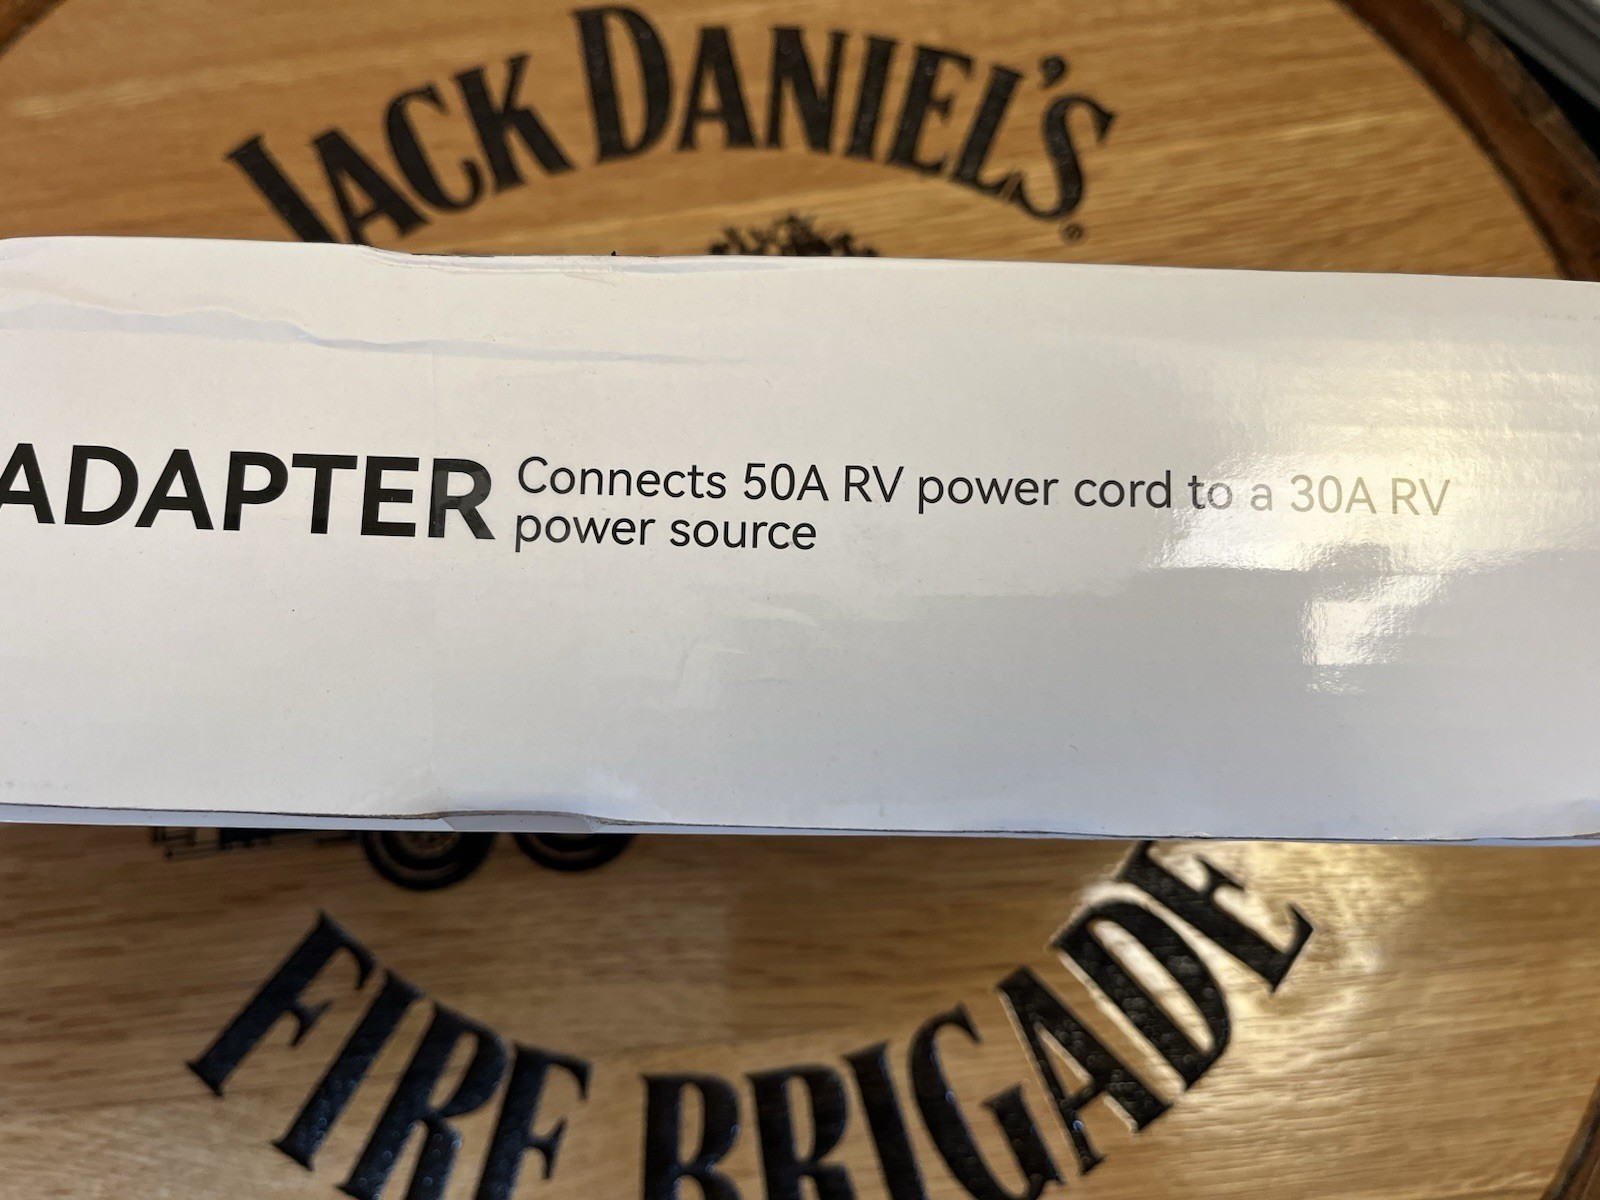 JACK DANIEL'S®
ADAPTER Connects 50A RV power cord to a 30A RV
power source
FIRE BRIGADE